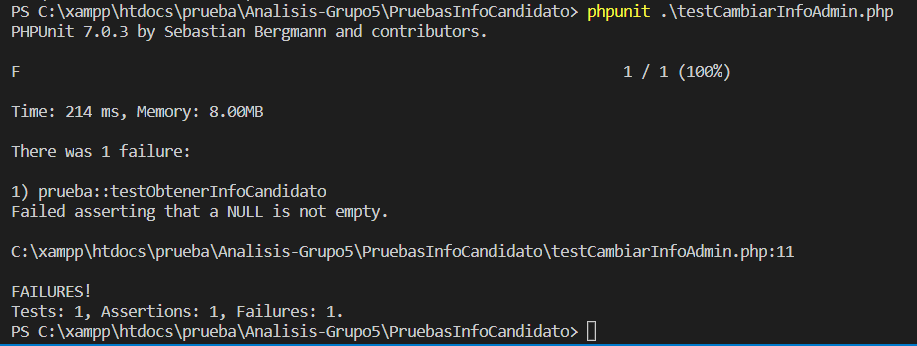 PS C:\xampp\htdocs\prueba\Analisis-Grupo5\PruebasInfoCandidato> phpunit .\testCambiarInfoAdmin.php
PHPUnit 7.0.3 by Sebastian Bergmann and contributors.
F 1 / 1 (100%)
Time: 214 ms, Memory: 8.00MB
There was 1 failure:
1) prueba::testObtenerInfoCandidato
Failed asserting that a NULL is not empty.
C:\xampp\htdocs\prueba\Analisis-Grupo5\PruebasInfoCandidato\testCambiarInfoAdmin.php:11
FAILURES!
Tests: 1, Assertions: 1, Failures: 1.
PS C:\xampp\htdocs\prueba\Analisis-Grupo5\PruebasInfoCandidato>